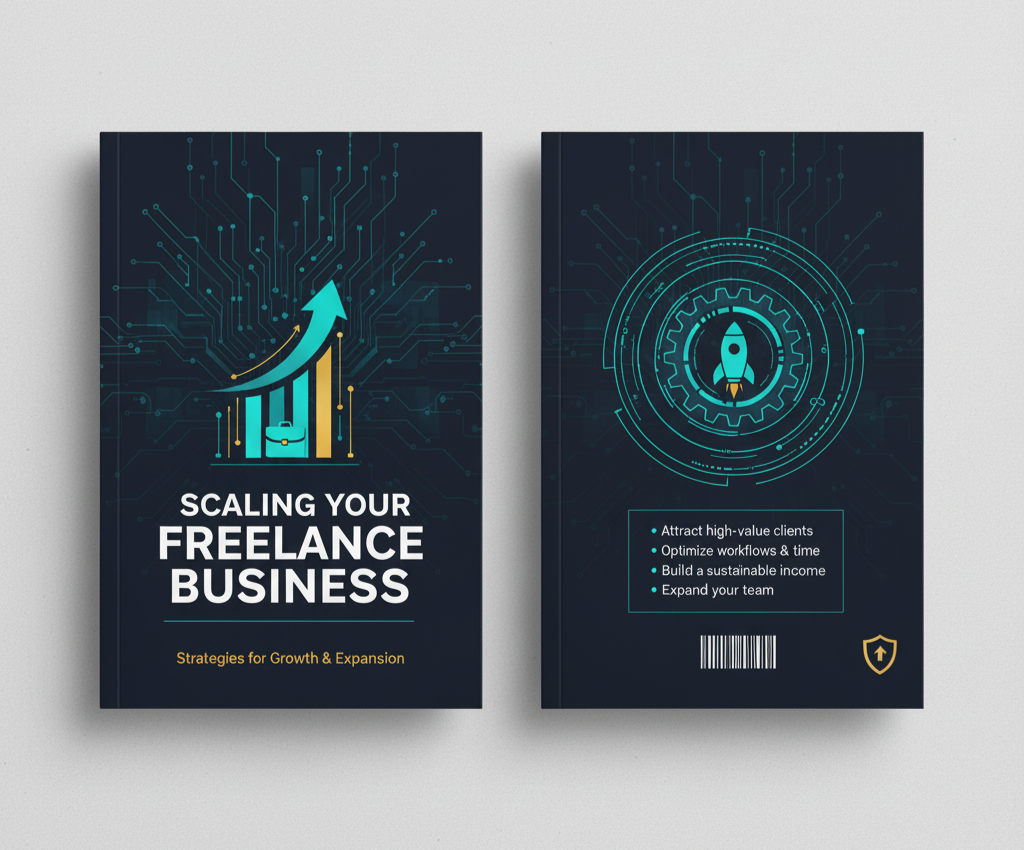 SCALING YOUR
FREELANCE
BUSINESS
Strategies for Growth & Expansion
• Attract high-value clients
• Optimize workflows & time
• Build a sustainable income
• Expand your team